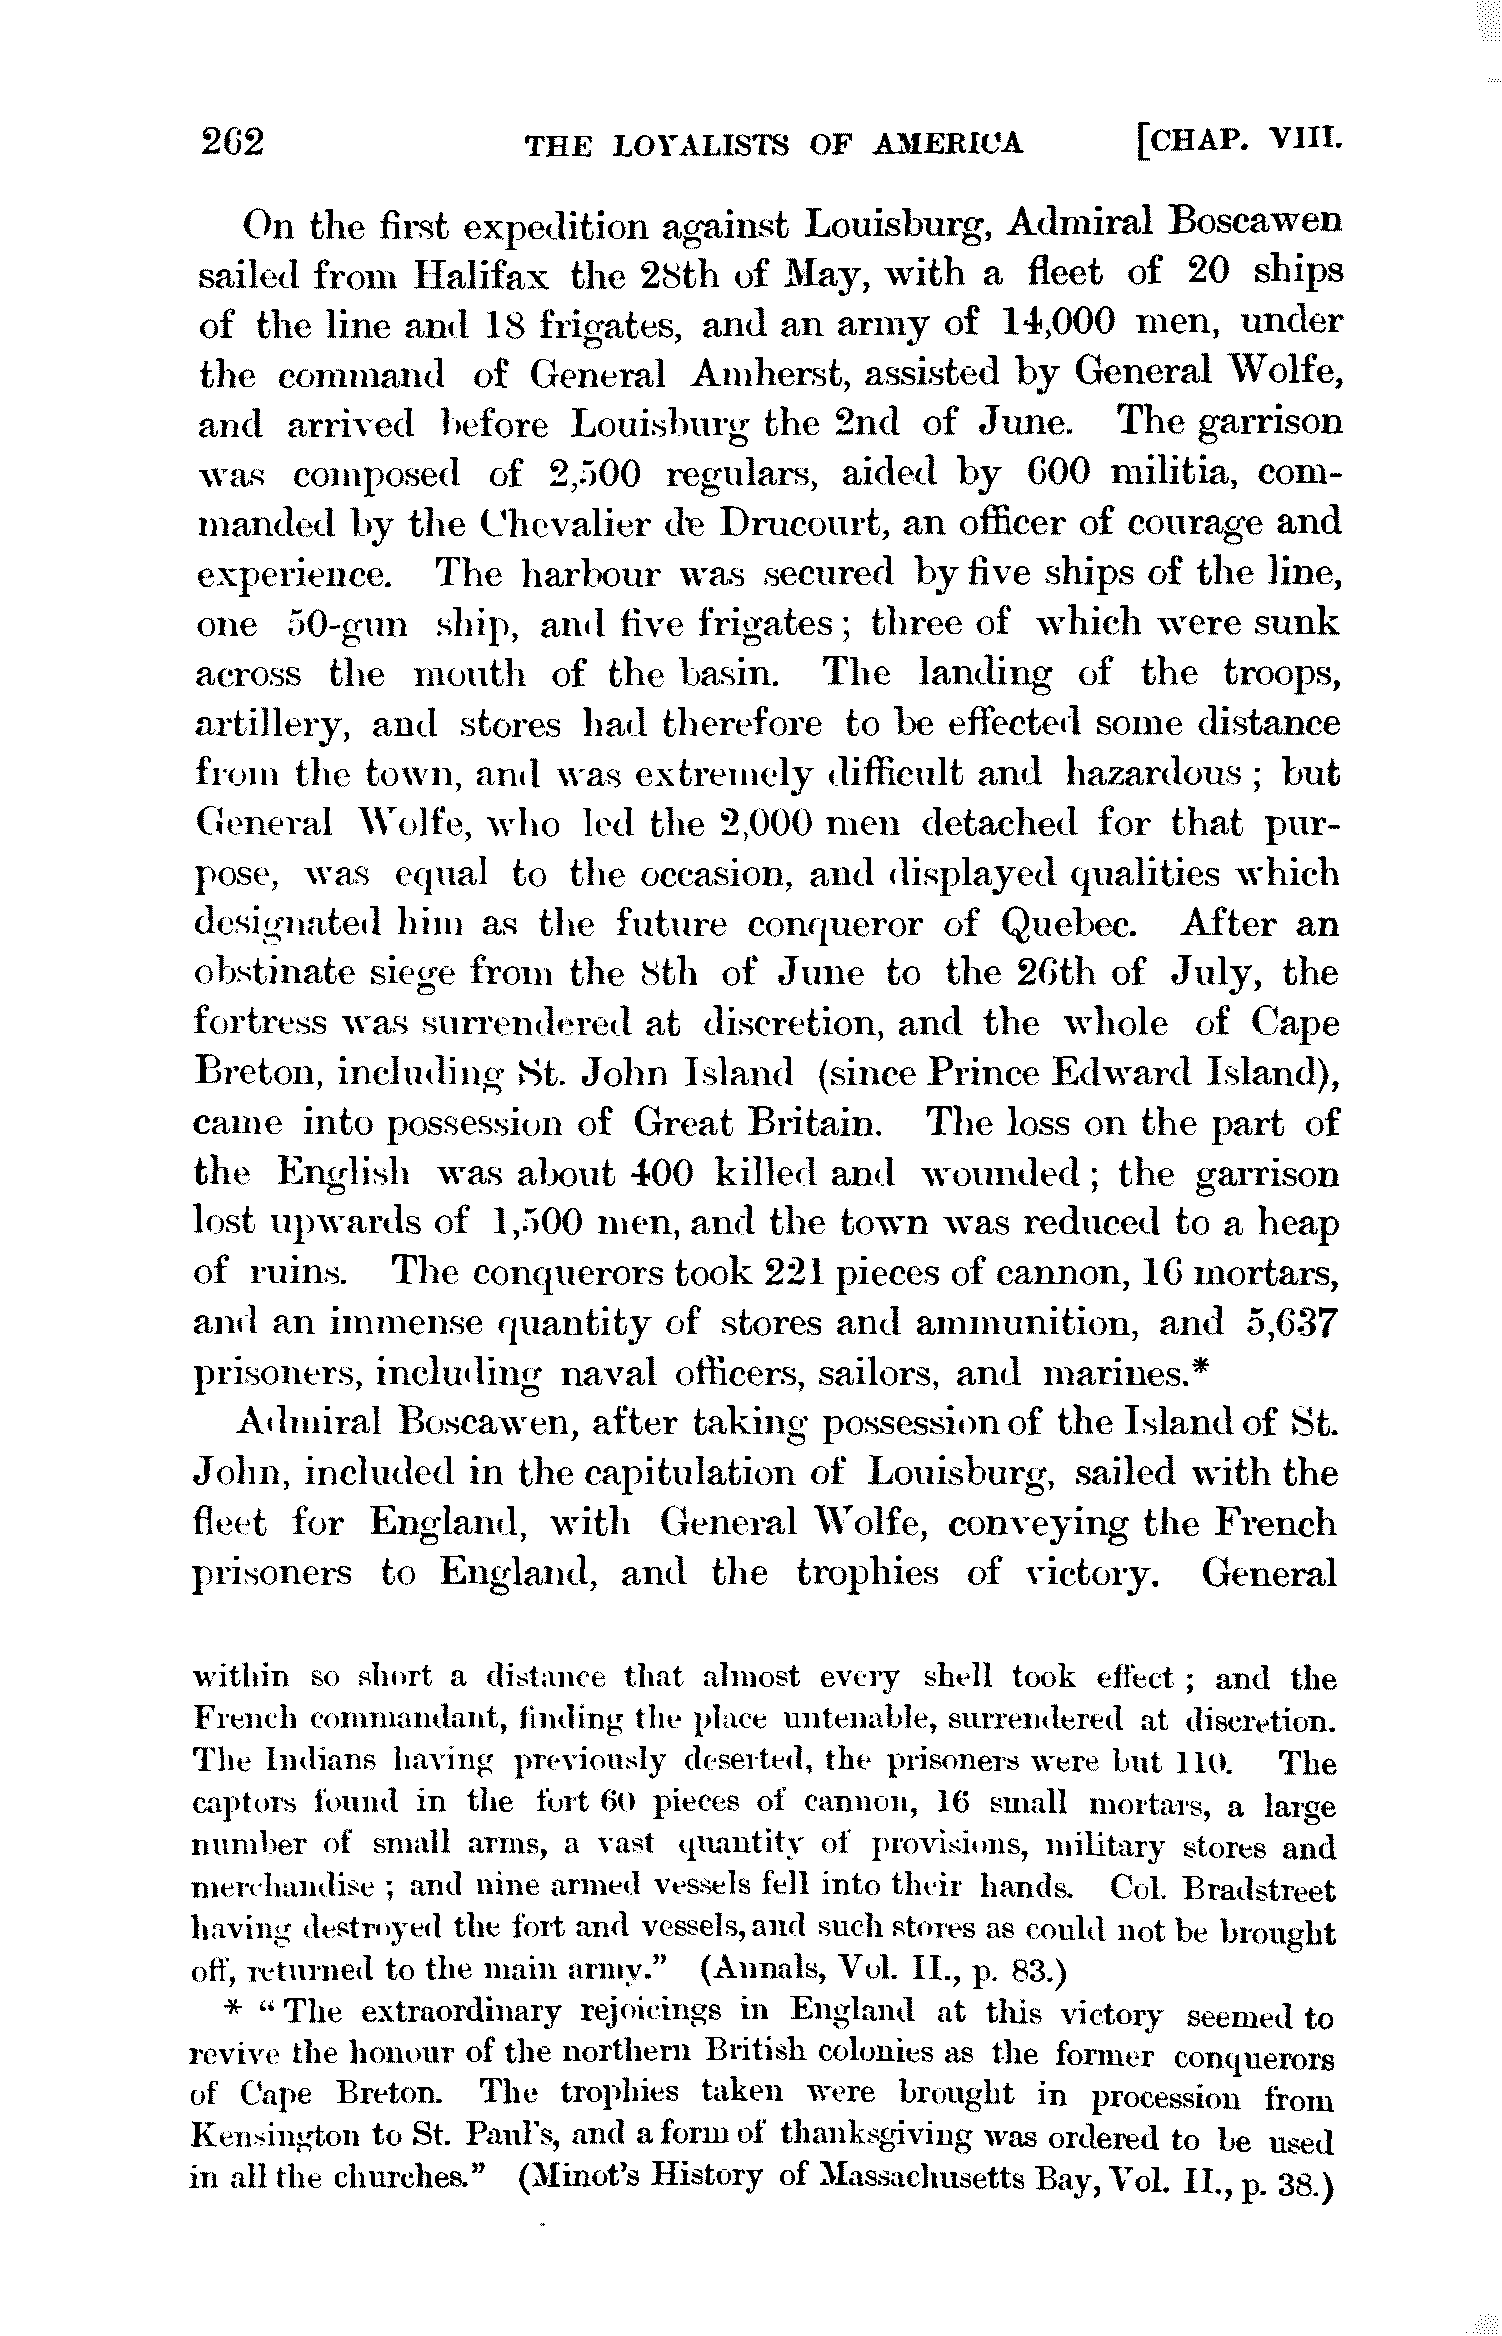 262 THE LOYALISTS OF AMERICA [CHAP. VIII.
On the first expedition against Louisburg, Admiral Boscawen
sailed from Halifax the 28th of May, with a fleet of 20 ships
of the line and 18 frigates, and an army of 14,000 men, under
the command of General Amherst, assisted by General Wolfe,
and arrived before Louisburg the 2nd of June. The garrison
was composed of 2,500 regulars, aided by 600 militia, com-
manded by the Chevalier de Drucourt, an officer of courage and
experience. The harbour was secured by five ships of the line,
one 50-gun ship, and five frigates; three of which were sunk
across the mouth of the basin. The landing of the troops,
artillery, and stores had therefore to be effected some distance
from the town, and was extremely difficult and hazardous; but
General Wolfe, who led the 2,000 men detached for that pur-
pose, was equal to the occasion, and displayed qualities which
designated him as the future conqueror of Quebec. After an
obstinate siege from the 8th of June to the 26th of July, the
fortress was surrendered at discretion, and the whole of Cape
Breton, including St. John Island (since Prince Edward Island),
came into possession of Great Britain. The loss on the part of
the English was about 400 killed and wounded; the garrison
lost upwards of 1,500 men, and the town was reduced to a heap
of ruins. The conquerors took 221 pieces of cannon, 16 mortars,
and an immense quantity of stores and ammunition, and 5,637
prisoners, including naval officers, sailors, and marines.*
Admiral Boscawen, after taking possession of the Island of St.
John, included in the capitulation of Louisburg, sailed with the
fleet for England, with General Wolfe, conveying the French
prisoners to England, and the trophies of victory. General
within so short a distance that almost every shell took effect; and the
French commandant, finding the place untenable, surrendered at discretion.
The Indians having previously deserted, the prisoners were but 110. The
captors found in the fort 60 pieces of cannon, 16 small mortars, a large
number of small arms, a vast quantity of provisions, military stores and
merchandise; and nine armed vessels fell into their hands. Col. Bradstreet
having destroyed the fort and vessels, and such stores as could not be brought
off, returned to the main army." (Annals, Vol. II., p. 83.)
* "The extraordinary rejoicings in England at this victory seemed to
revive the honour of the northern British colonies as the former conquerors
of Cape Breton. The trophies taken were brought in procession from
Kensington to St. Paul's, and a form of thanksgiving was ordered to be used
in all the churches." (Minot's History of Massachusetts Bay, Vol. II., p. 38.)